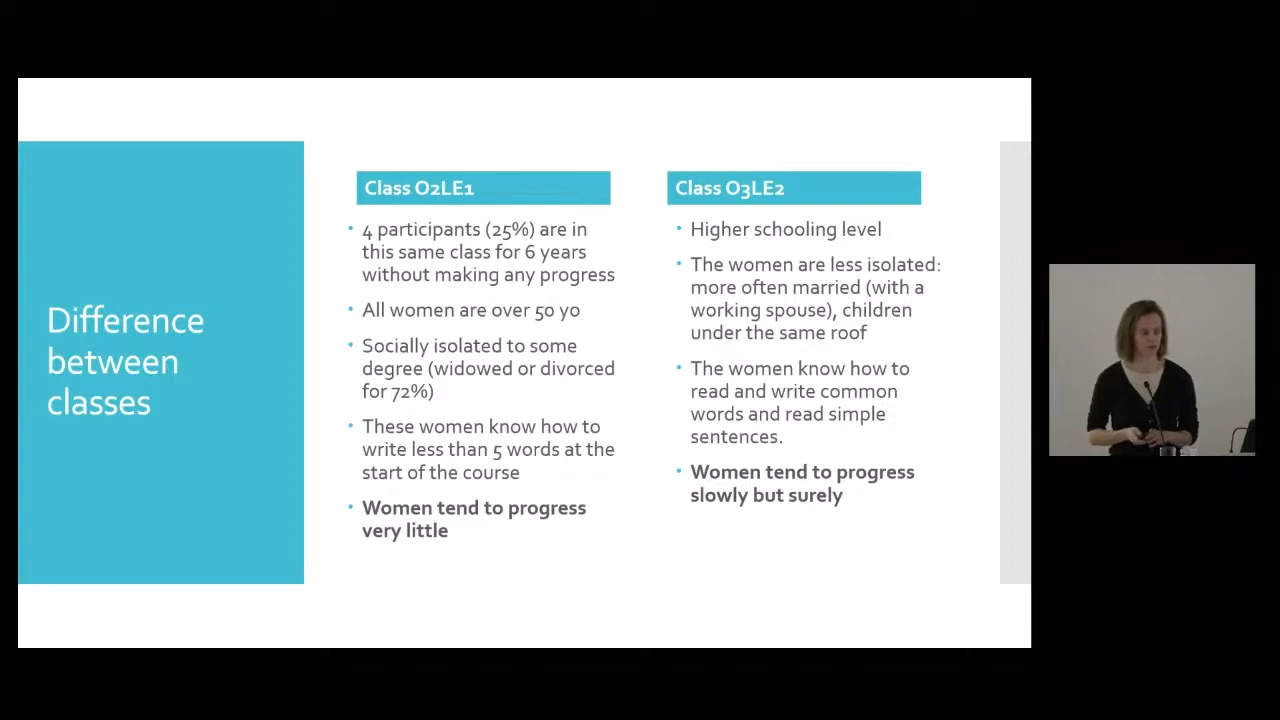 Difference
between
classes
Class O2LE1
• 4 participants (25%) are in
this same class for 6 years
without making any progress
• All women are over 50 yo
• Socially isolated to some
degree (widowed or divorced
for 72%)
• These women know how to
write less than 5 words at the
start of the course
• Women tend to progress
very little
Class O3LE2
• Higher schooling level
• The women are less isolated:
more often married (with a
working spouse), children
under the same roof
• The women know how to
read and write common
words and read simple
sentences.
• Women tend to progress
slowly but surely